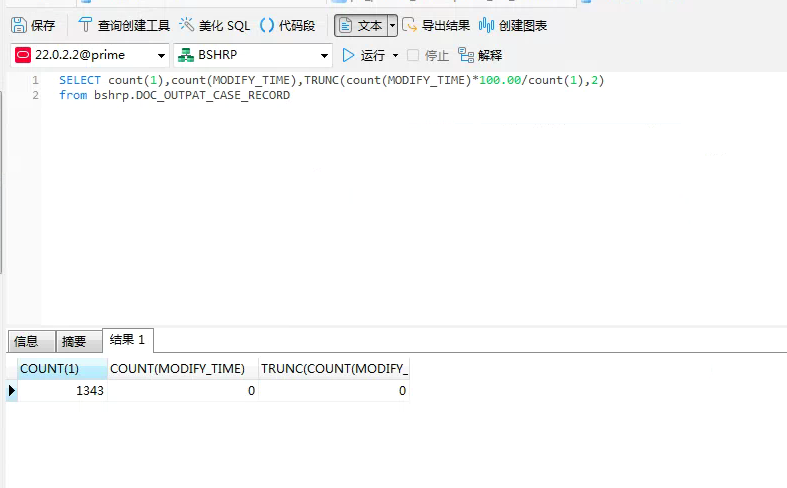 保存 查询创建工具 美化 SQL 代码段 文本 导出结果 创建图表
22.0.2.2@prime BSHRP 运行 停止 解释
1 SELECT count(1),count(MODIFY_TIME),TRUNC(count(MODIFY_TIME)*100.00/count(1),2)
2 from bshrp.DOC_OUTPAT_CASE_RECORD
信息 摘要 结果 1
COUNT(1) COUNT(MODIFY_TIME) TRUNC(COUNT(MODIFY_
1343 0 0